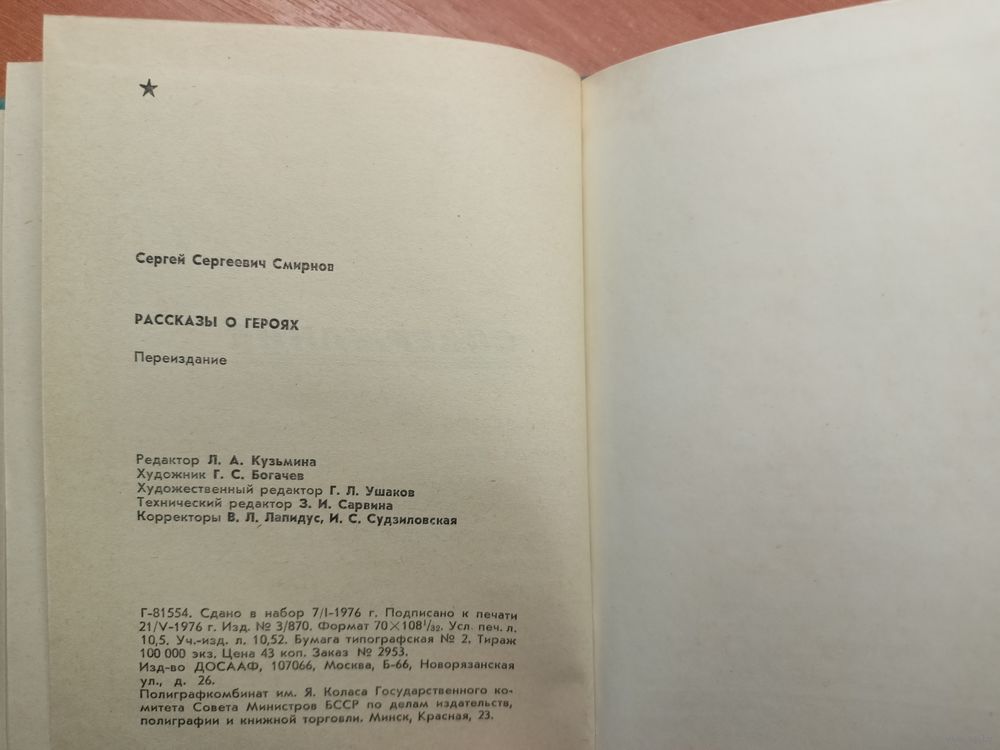 ★
Сергей Сергеевич Смирнов
РАССКАЗЫ О ГЕРОЯХ
Переиздание
Редактор Л. А. Кузьмина
Художник Г. С. Богачев
Художественный редактор Г. Л. Ушаков
Технический редактор З. И. Сарвина
Корректоры В. Л. Лапидус, И. С. Судзиловская
Г-81554. Сдано в набор 7/I-1976 г. Подписано к печати
21/V-1976 г. Изд. № 3/870. Формат 70×108¹/₃₂. Усл. печ. л.
10,5. Уч.-изд. л. 10,52. Бумага типографская № 2. Тираж
100 000 экз. Цена 43 коп. Заказ № 2953.
Изд-во ДОСААФ, 107066, Москва, Б-66, Новорязанская
ул., д. 26.
Полиграфкомбинат им. Я. Коласа Государственного ко-
митета Совета Министров БССР по делам издательств,
полиграфии и книжной торговли. Минск, Красная, 23.